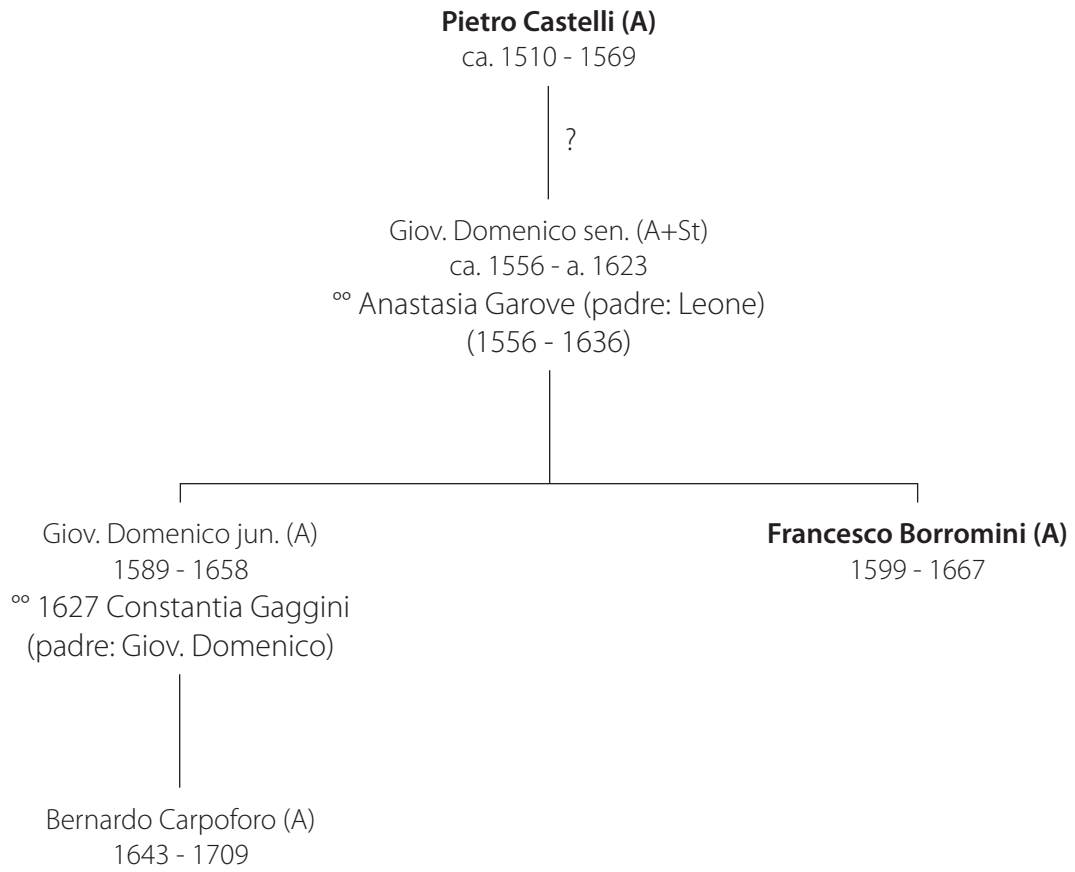 Pietro Castelli (A)
ca. 1510 - 1569
?
Giov. Domenico sen. (A+St)
ca. 1556 - a. 1623
°° Anastasia Garove (padre: Leone)
(1556 - 1636)
Giov. Domenico jun. (A)
1589 - 1658
°° 1627 Constantia Gaggini
(padre: Giov. Domenico)
Francesco Borromini (A)
1599 - 1667
Bernardo Carpoforo (A)
1643 - 1709